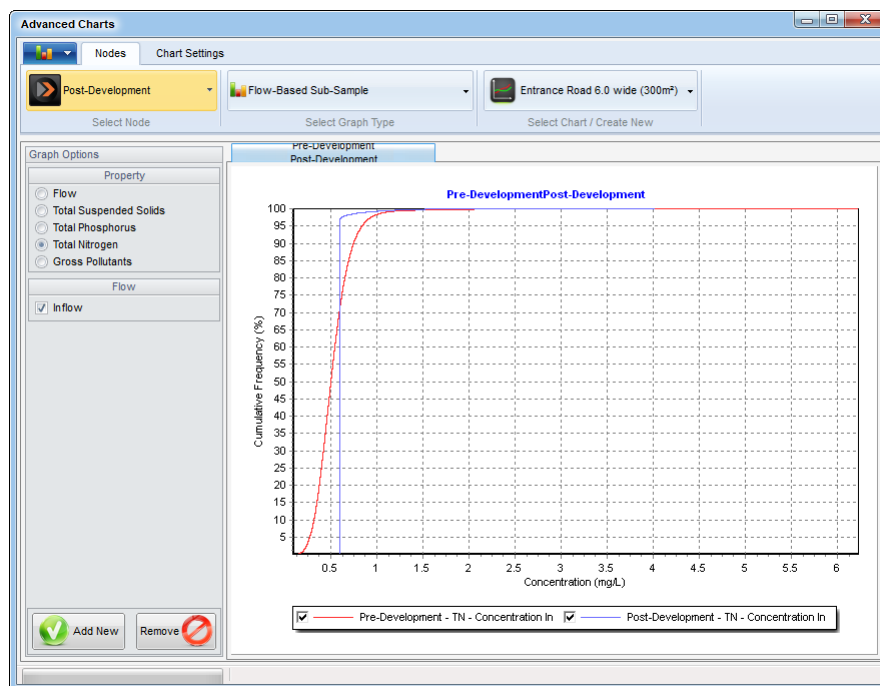 Advanced Charts
Nodes
Chart Settings
Post-Development
Flow-Based Sub-Sample
Entrance Road 6.0 wide (300m²)
Select Node
Select Graph Type
Select Chart / Create New
Graph Options
Property
Flow
Total Suspended Solids
Total Phosphorus
Total Nitrogen
Gross Pollutants
Flow
Inflow
Add New
Remove
Pre-Development
Post-Development
Pre-DevelopmentPost-Development
Cumulative Frequency (%)
100
95
90
85
80
75
70
65
60
55
50
45
40
35
30
25
20
15
10
5
0.5 1 1.5 2 2.5 3 3.5 4 4.5 5 5.5 6
Concentration (mg/L)
Pre-Development - TN - Concentration In
Post-Development - TN - Concentration In